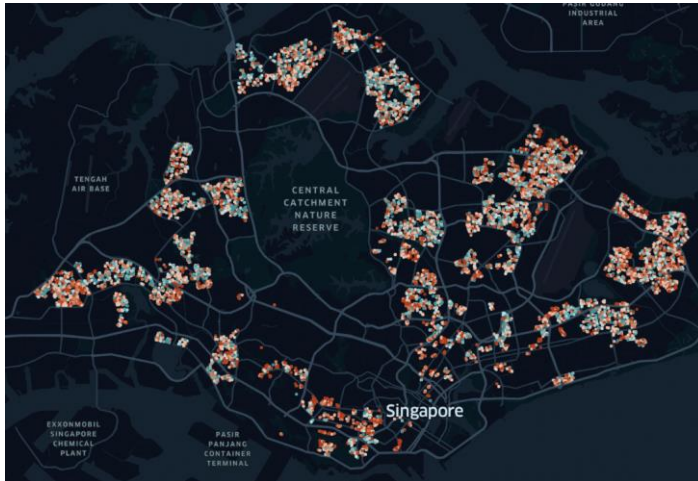 PASIR GUDANG
INDUSTRIAL
AREA
TENGAH
AIR BASE
CENTRAL
CATCHMENT
NATURE
RESERVE
Singapore
EXXONMOBIL
SINGAPORE
CHEMICAL
PLANT
PASIR
PANJANG
CONTAINER
TERMINAL